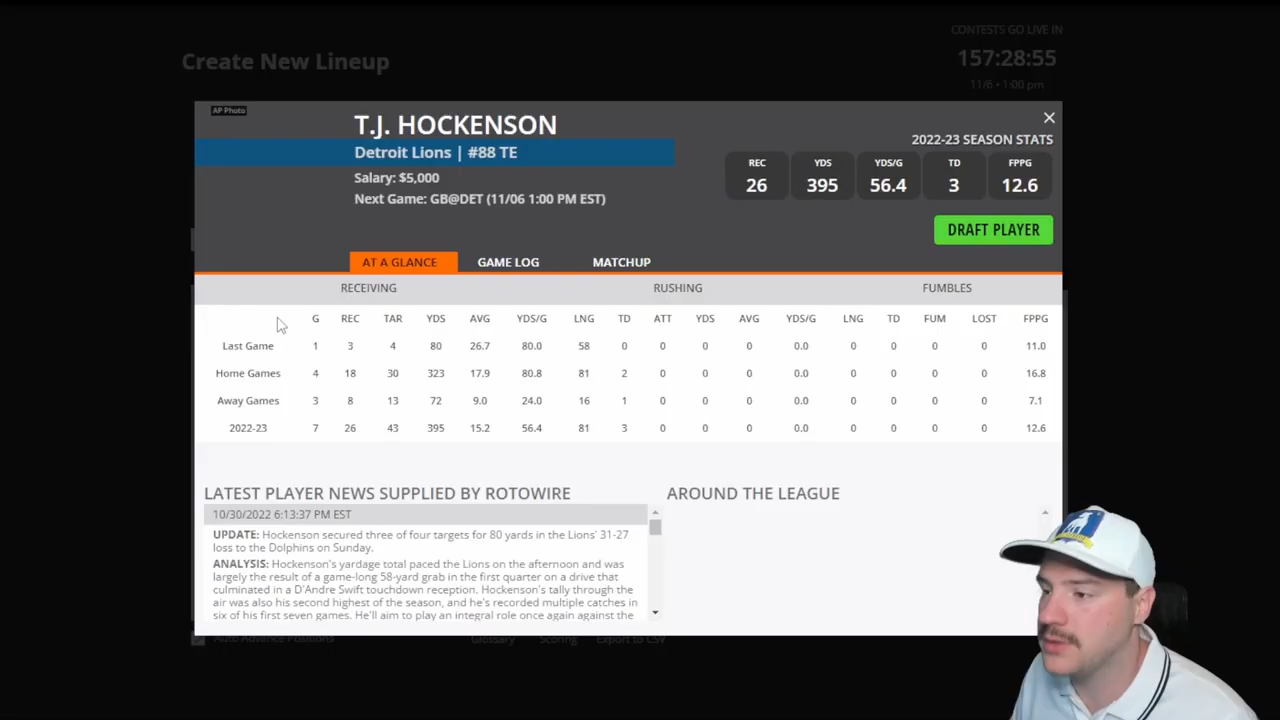 CONTESTS GO LIVE IN
Create New Lineup
157:28:55
11/6 • 1:00 pm
AP Photo
T.J. HOCKENSON
Detroit Lions | #88 TE
Salary: $5,000
Next Game: GB@DET (11/06 1:00 PM EST)
2022-23 SEASON STATS
REC YDS YDS/G TD FPPG
26 395 56.4 3 12.6
DRAFT PLAYER
AT A GLANCE GAME LOG MATCHUP
RECEIVING RUSHING FUMBLES
G REC TAR YDS AVG YDS/G LNG TD ATT YDS AVG YDS/G LNG TD FUM LOST FPPG
Last Game 1 3 4 80 26.7 80.0 58 0 0 0 0 0.0 0 0 0 0 11.0
Home Games 4 18 30 323 17.9 80.8 81 2 0 0 0 0.0 0 0 0 0 16.8
Away Games 3 8 13 72 9.0 24.0 16 1 0 0 0 0.0 0 0 0 0 7.1
2022-23 7 26 43 395 15.2 56.4 81 3 0 0 0 0.0 0 0 0 0 12.6
LATEST PLAYER NEWS SUPPLIED BY ROTOWIRE
AROUND THE LEAGUE
10/30/2022 6:13:37 PM EST
UPDATE: Hockenson secured three of four targets for 80 yards in the Lions' 31-27
loss to the Dolphins on Sunday.
ANALYSIS: Hockenson's yardage total paced the Lions on the afternoon and was
largely the result of a game-long 58-yard grab in the first quarter on a drive that
culminated in a D'Andre Swift touchdown reception. Hockenson's tally through the
air was also his second highest of the season, and he's recorded multiple catches in
six of his first seven games. He'll aim to play an integral role once again against the
Auto Advance Positions Glossary Scoring Export to CSV